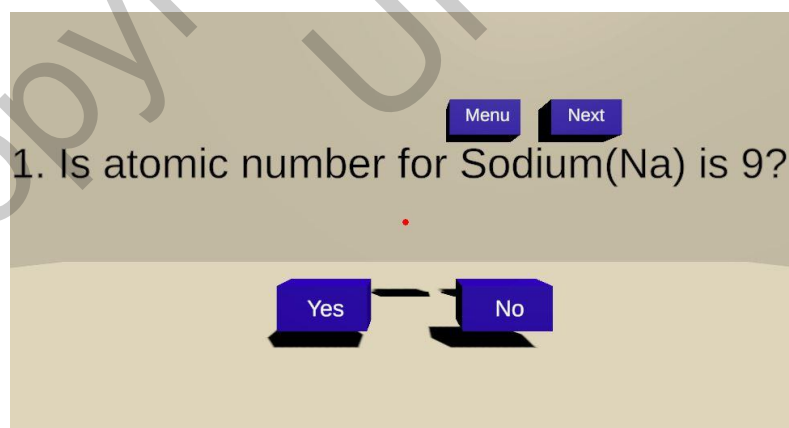 Menu Next
1. Is atomic number for Sodium(Na) is 9?
Yes No